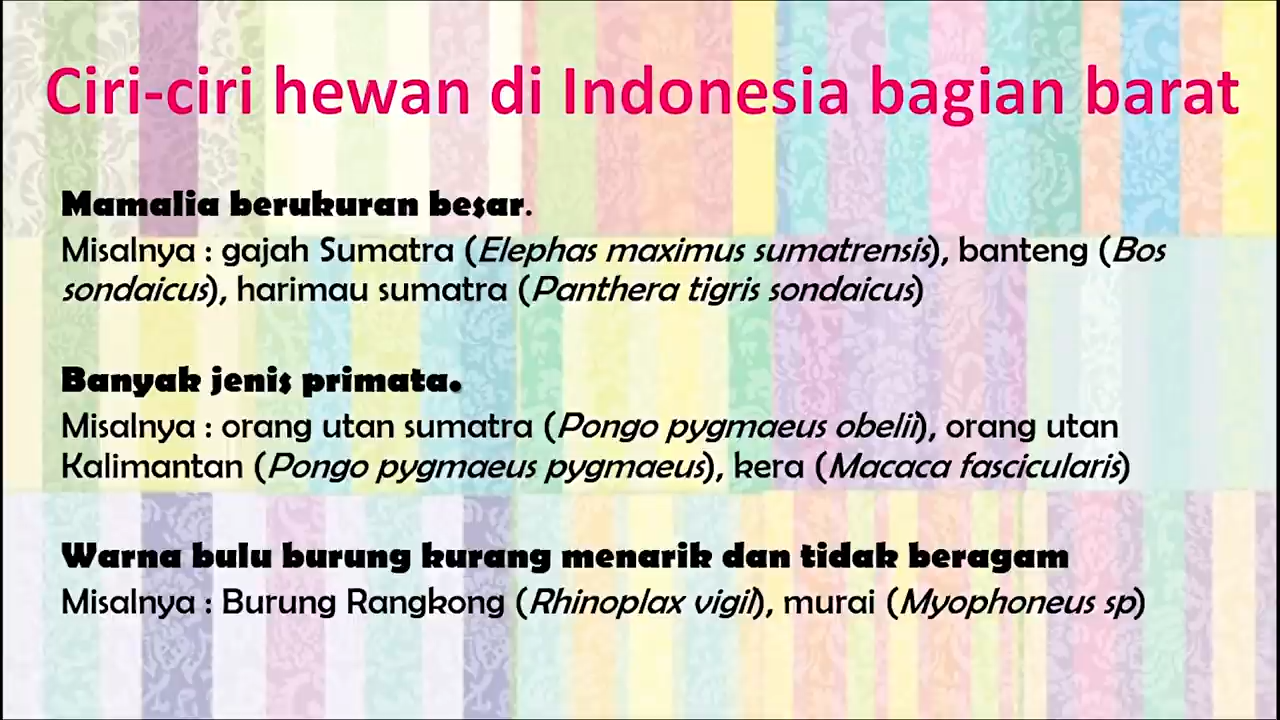 Ciri-ciri hewan di Indonesia bagian barat
Mamalia berukuran besar.
Misalnya : gajah Sumatra (Elephas maximus sumatrensis), banteng (Bos
sondaicus), harimau sumatra (Panthera tigris sondaicus)
Banyak jenis primata.
Misalnya : orang utan sumatra (Pongo pygmaeus obelii), orang utan
Kalimantan (Pongo pygmaeus pygmaeus), kera (Macaca fascicularis)
Warna bulu burung kurang menarik dan tidak beragam
Misalnya : Burung Rangkong (Rhinoplax vigil), murai (Myophoneus sp)